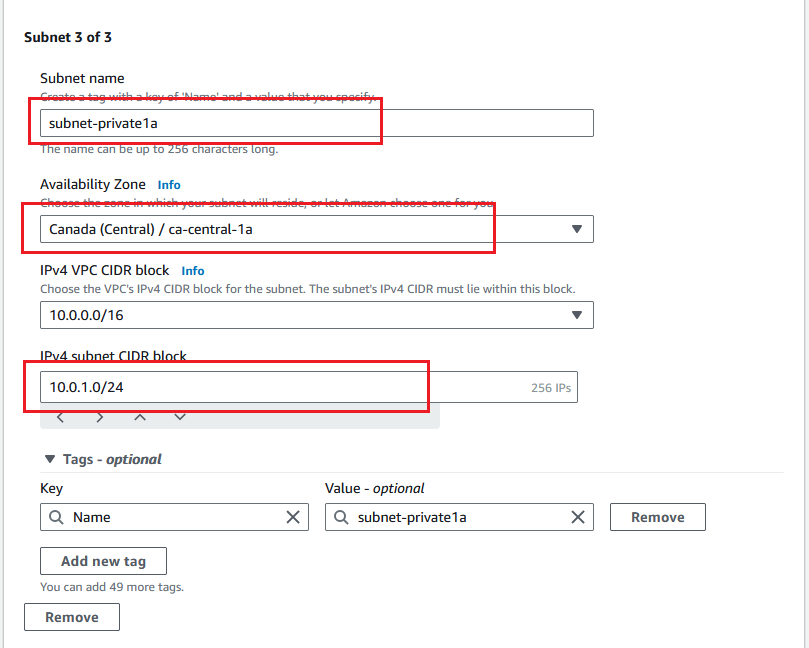 Subnet 3 of 3
Subnet name
Create a tag with a key of 'Name' and a value that you specify.
subnet-private1a
The name can be up to 256 characters long.
Availability Zone Info
Choose the zone in which your subnet will reside, or let Amazon choose one for you.
Canada (Central) / ca-central-1a
IPv4 VPC CIDR block Info
Choose the VPC's IPv4 CIDR block for the subnet. The subnet's IPv4 CIDR must lie within this block.
10.0.0.0/16
IPv4 subnet CIDR block
10.0.1.0/24 256 IPs
Tags - optional
Key Value - optional
Name subnet-private1a Remove
Add new tag
You can add 49 more tags.
Remove